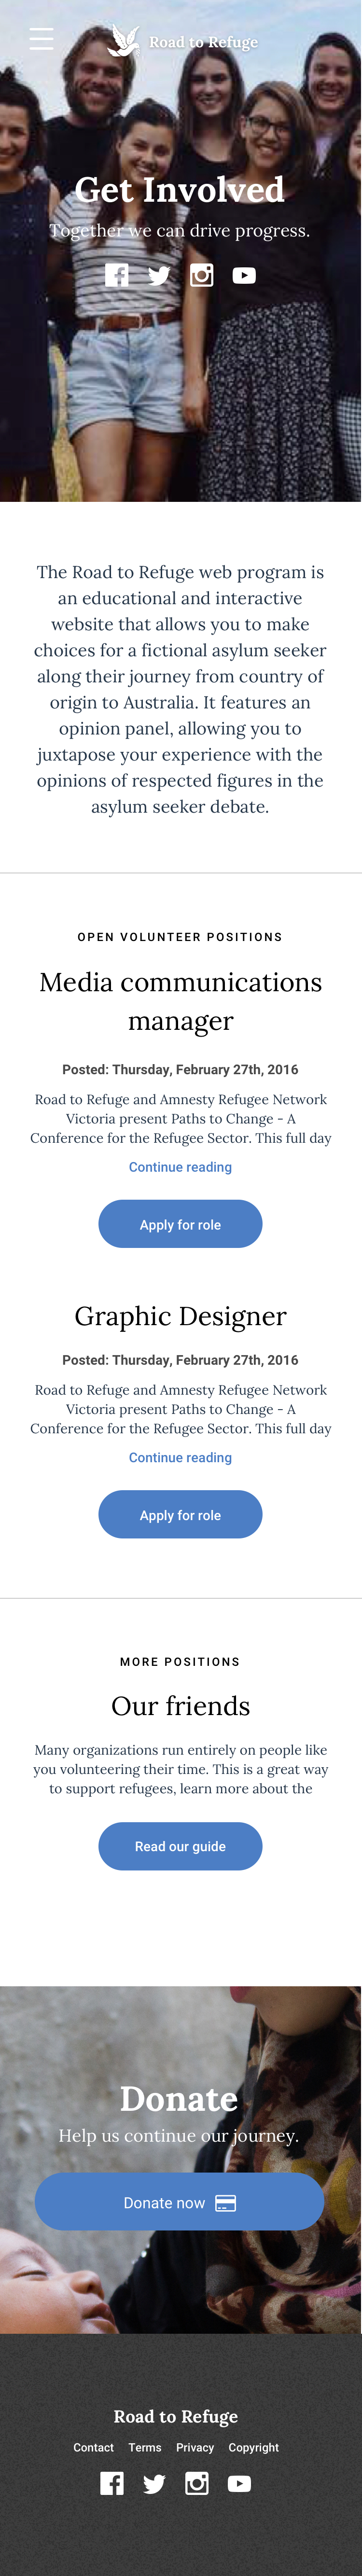 Road to Refuge
Get Involved
Together we can drive progress.
The Road to Refuge web program is
an educational and interactive
website that allows you to make
choices for a fictional asylum seeker
along their journey from country of
origin to Australia. It features an
opinion panel, allowing you to
juxtapose your experience with the
opinions of respected figures in the
asylum seeker debate.
OPEN VOLUNTEER POSITIONS
Media communications
manager
Posted: Thursday, February 27th, 2016
Road to Refuge and Amnesty Refugee Network
Victoria present Paths to Change - A
Conference for the Refugee Sector. This full day
Continue reading
Apply for role
Graphic Designer
Posted: Thursday, February 27th, 2016
Road to Refuge and Amnesty Refugee Network
Victoria present Paths to Change - A
Conference for the Refugee Sector. This full day
Continue reading
Apply for role
MORE POSITIONS
Our friends
Many organizations run entirely on people like
you volunteering their time. This is a great way
to support refugees, learn more about the
Read our guide
Donate
Help us continue our journey.
Donate now
Road to Refuge
Contact Terms Privacy Copyright